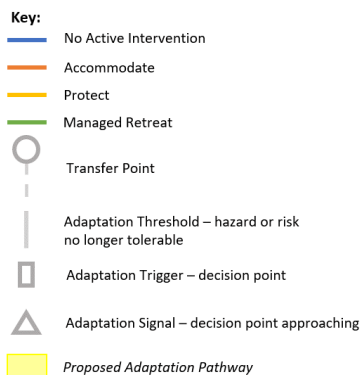 Key:
No Active Intervention
Accommodate
Protect
Managed Retreat
Transfer Point
Adaptation Threshold – hazard or risk
no longer tolerable
Adaptation Trigger – decision point
Adaptation Signal – decision point approaching
Proposed Adaptation Pathway